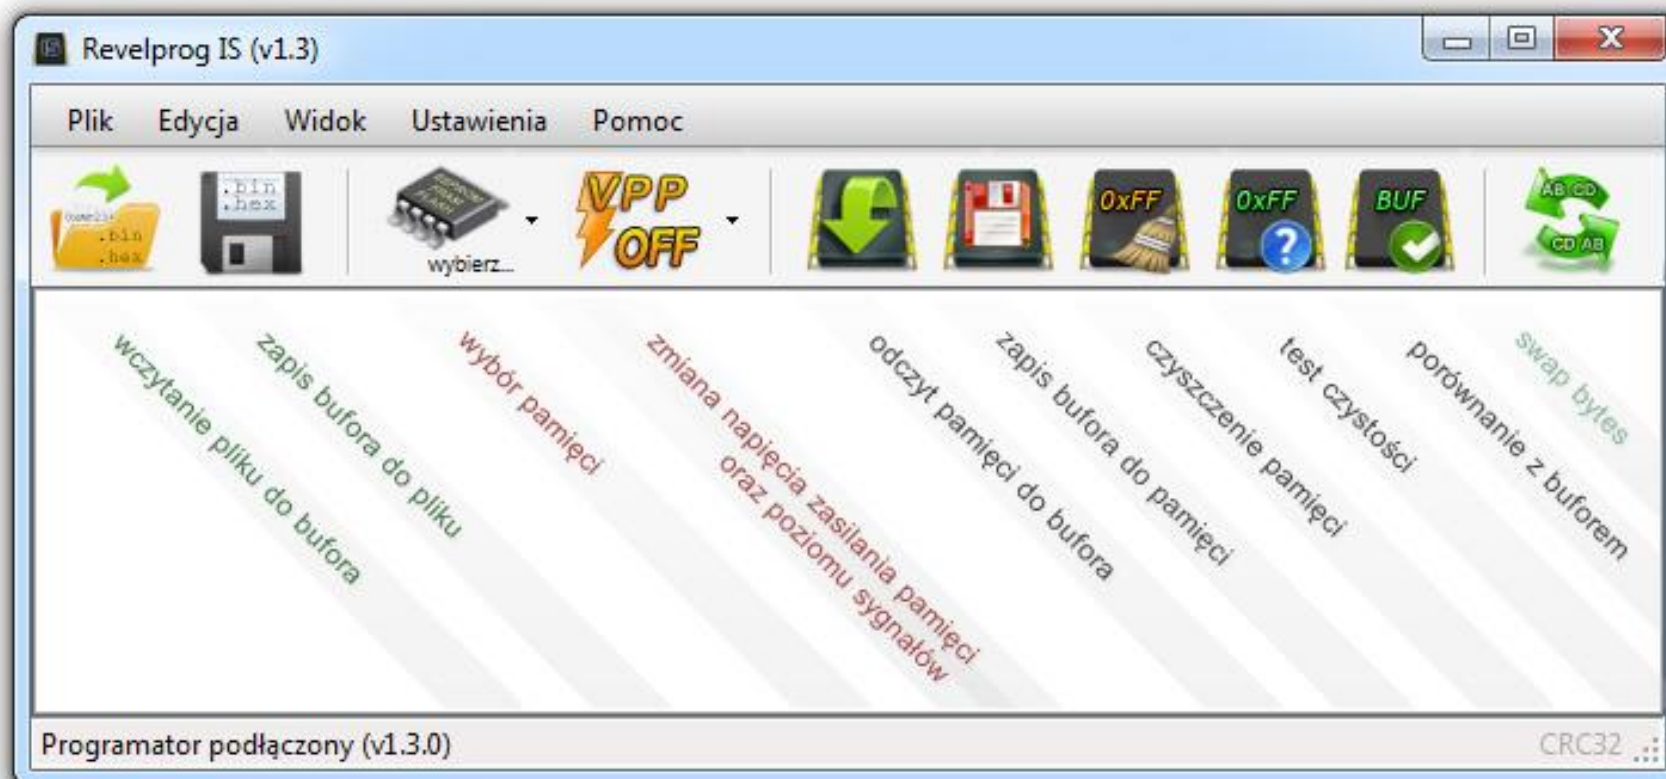 Revelprog IS (v1.3)
Plik Edycja Widok Ustawienia Pomoc
.bin
.hex
.bin
.hex
EEPROM
FRAM
FLASH
wybierz...
VPP
OFF
0xFF
0xFF
BUF
AB CD
CD AB
wczytanie pliku do bufora
zapis bufora do pliku
wybór pamięci
zmiana napięcia zasilania pamięci
oraz poziomu sygnałów
odczyt pamięci do bufora
zapis bufora do pamięci
czyszczenie pamięci
test czystości
porównanie z buforem
swap bytes
Programator podłączony (v1.3.0)
CRC32